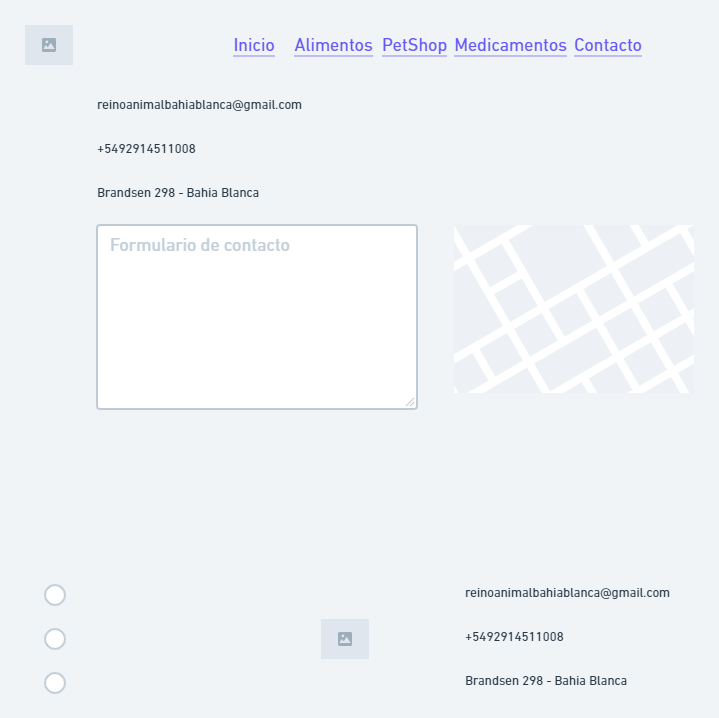 Inicio Alimentos PetShop Medicamentos Contacto
reinoanimalbahiablanca@gmail.com
+5492914511008
Brandsen 298 - Bahia Blanca
Formulario de contacto
reinoanimalbahiablanca@gmail.com
+5492914511008
Brandsen 298 - Bahia Blanca